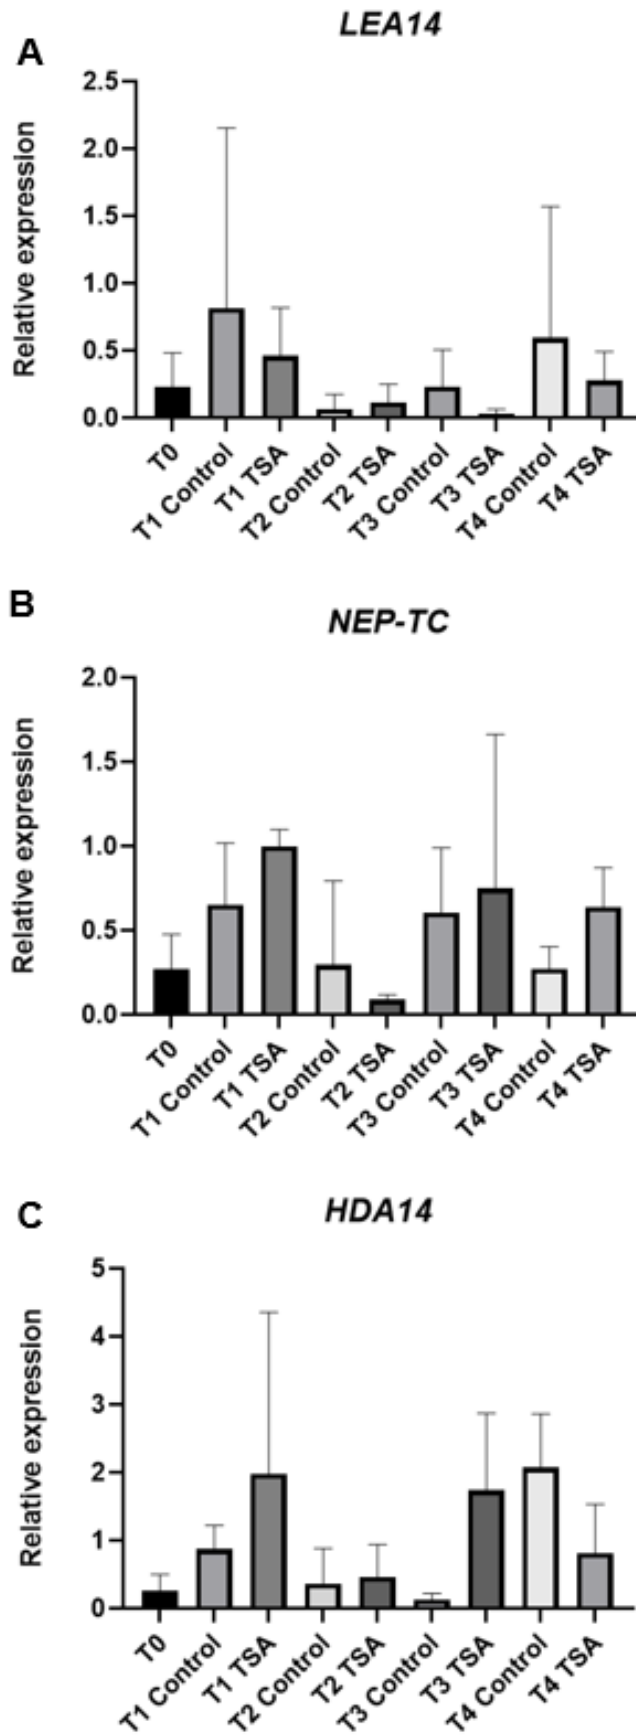 A
LEA14
Relative expression
2.5
2.0
1.5
1.0
0.5
0.0
T0
T1 Control
T1 TSA
T2 Control
T2 TSA
T3 Control
T3 TSA
T4 Control
T4 TSA
B
NEP-TC
Relative expression
2.0
1.5
1.0
0.5
0.0
T0
T1 Control
T1 TSA
T2 Control
T2 TSA
T3 Control
T3 TSA
T4 Control
T4 TSA
C
HDA14
Relative expression
5
4
3
2
1
0
T0
T1 Control
T1 TSA
T2 Control
T2 TSA
T3 Control
T3 TSA
T4 Control
T4 TSA